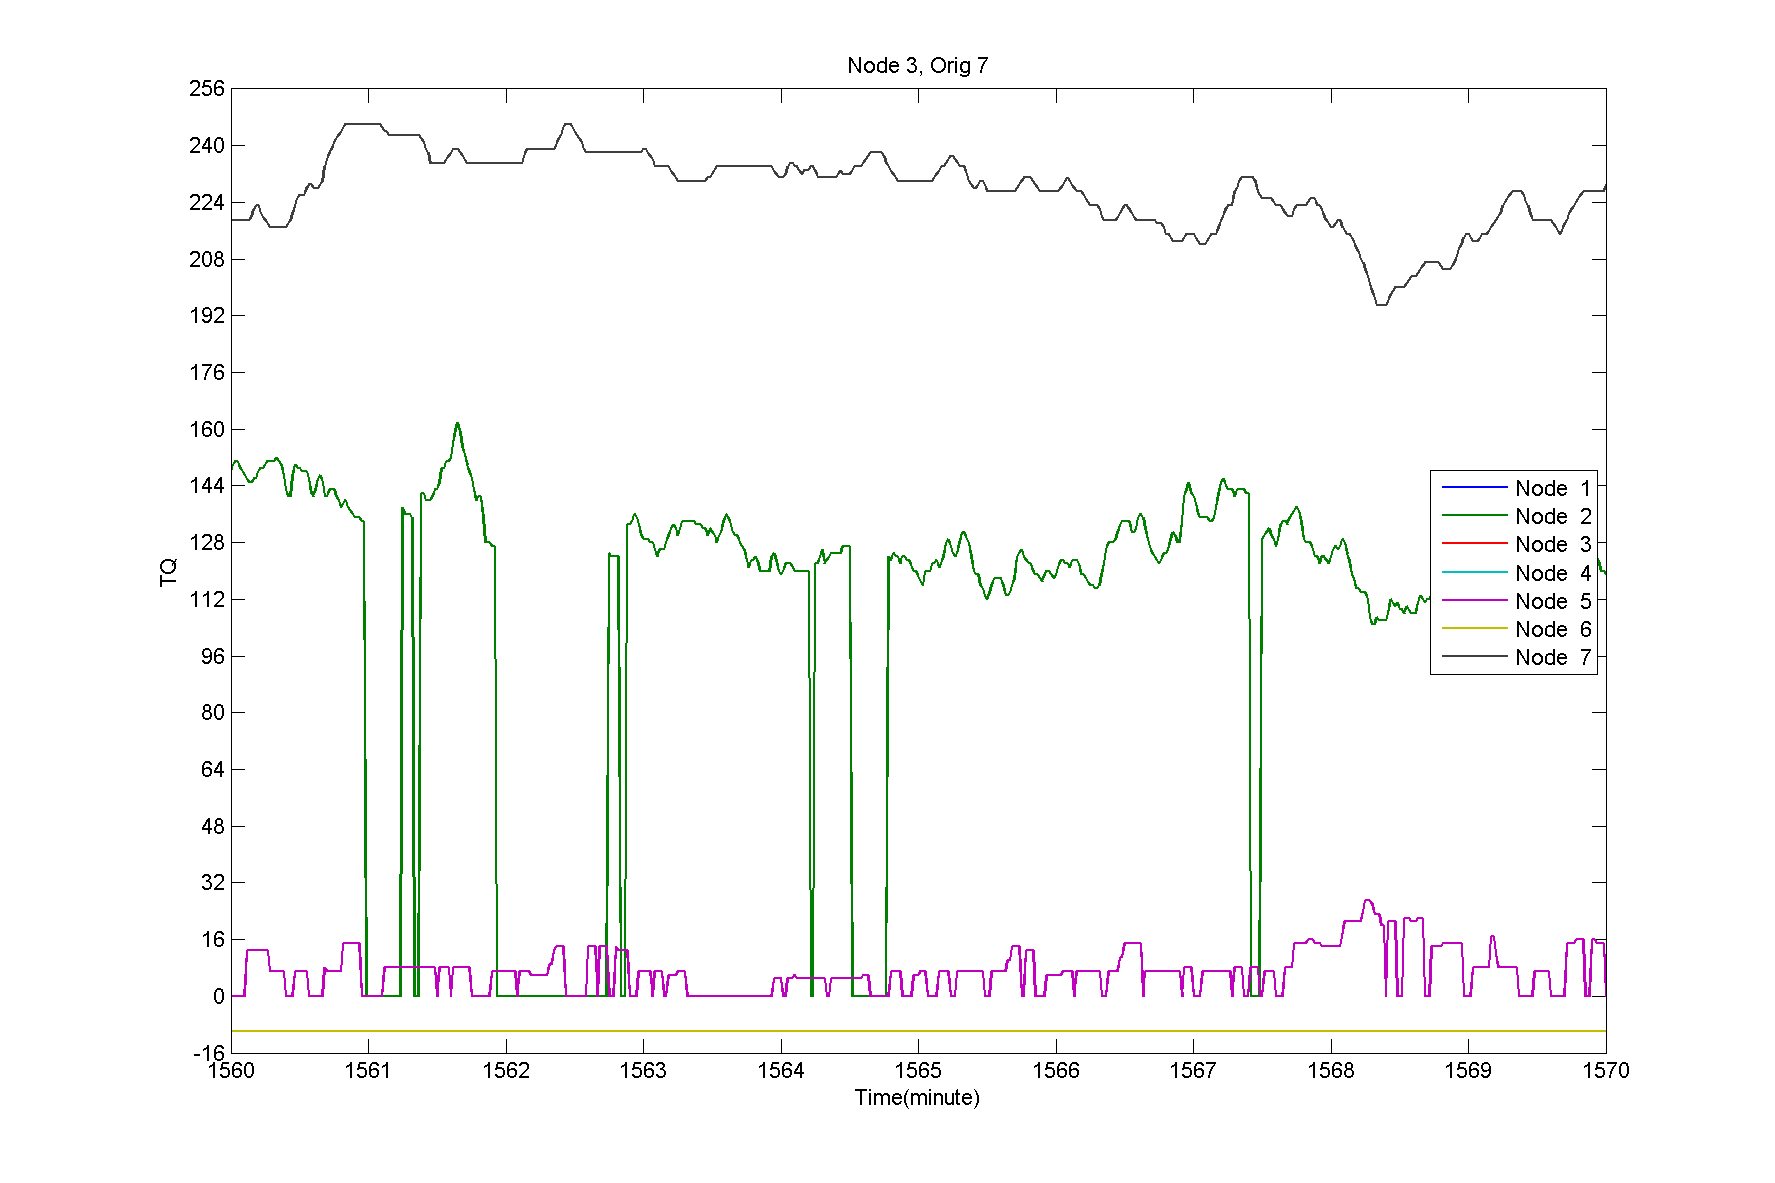 Node 3, Orig 7
256
240
224
208
192
176
160
144
128
112
96
80
64
48
32
16
0
-16
TQ
Node 1
Node 2
Node 3
Node 4
Node 5
Node 6
Node 7
1560 1561 1562 1563 1564 1565 1566 1567 1568 1569 1570
Time(minute)